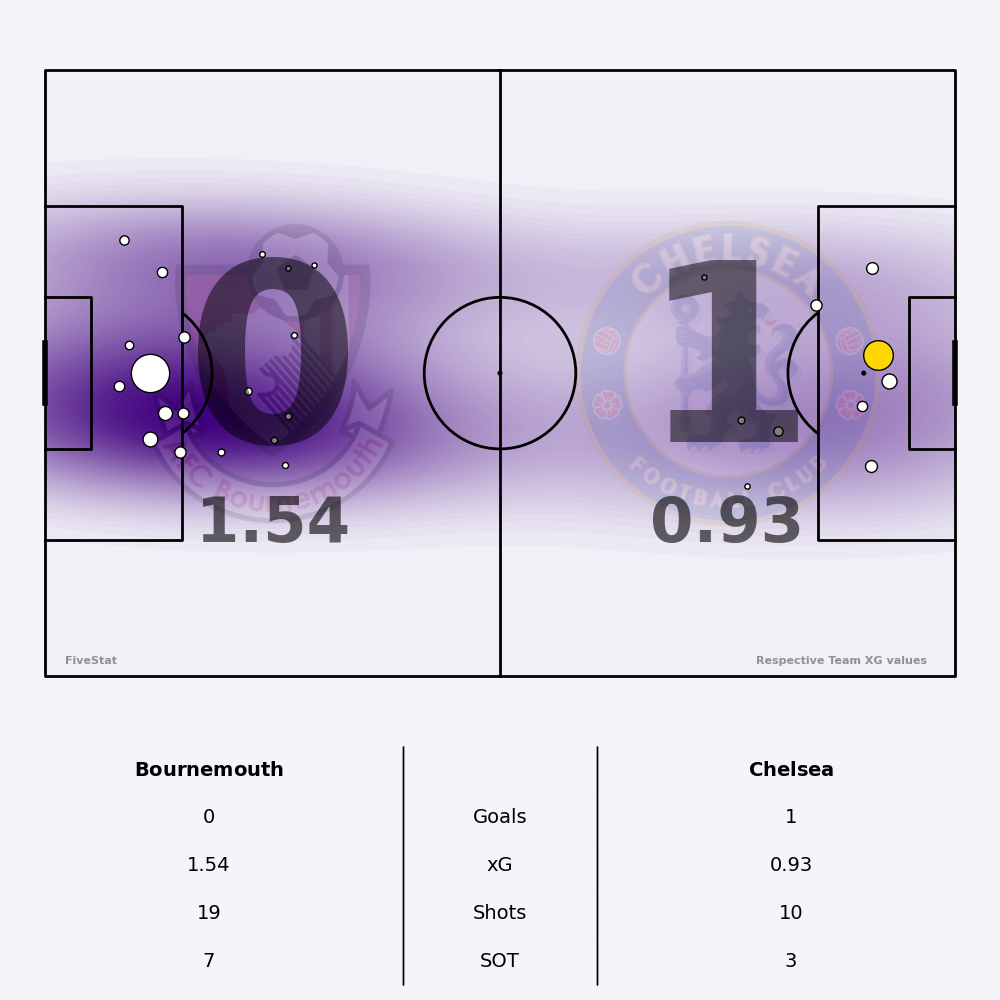 CHELSEA
FOOTBALL CLUB
AFC Bournemouth
0 1
1.54 0.93
FiveStat Respective Team XG values
Bournemouth Chelsea
0 Goals 1
1.54 xG 0.93
19 Shots 10
7 SOT 3